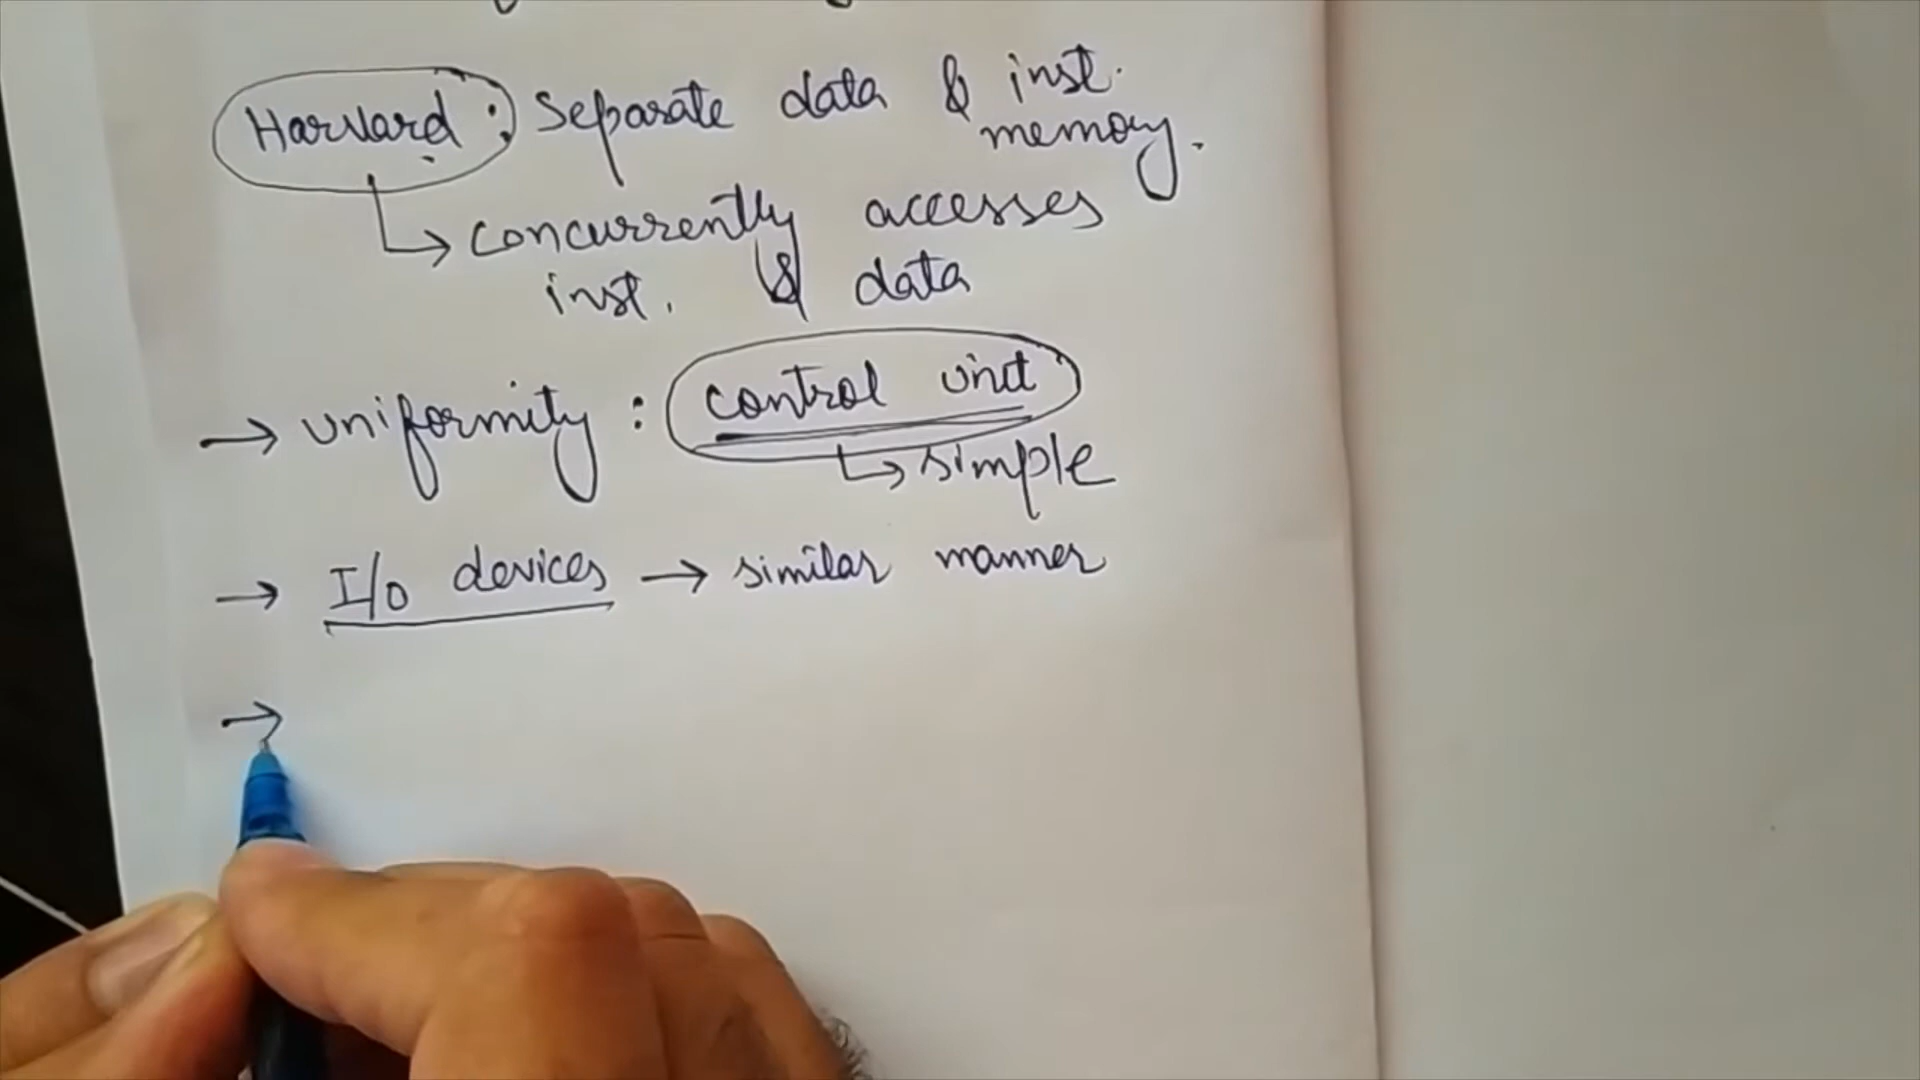 Harvard : Separate data & inst.
memory.
↳ concurrently accesses
inst. & data
→ uniformity : control unit
↳ simple
→ I/o devices → similar manner
→